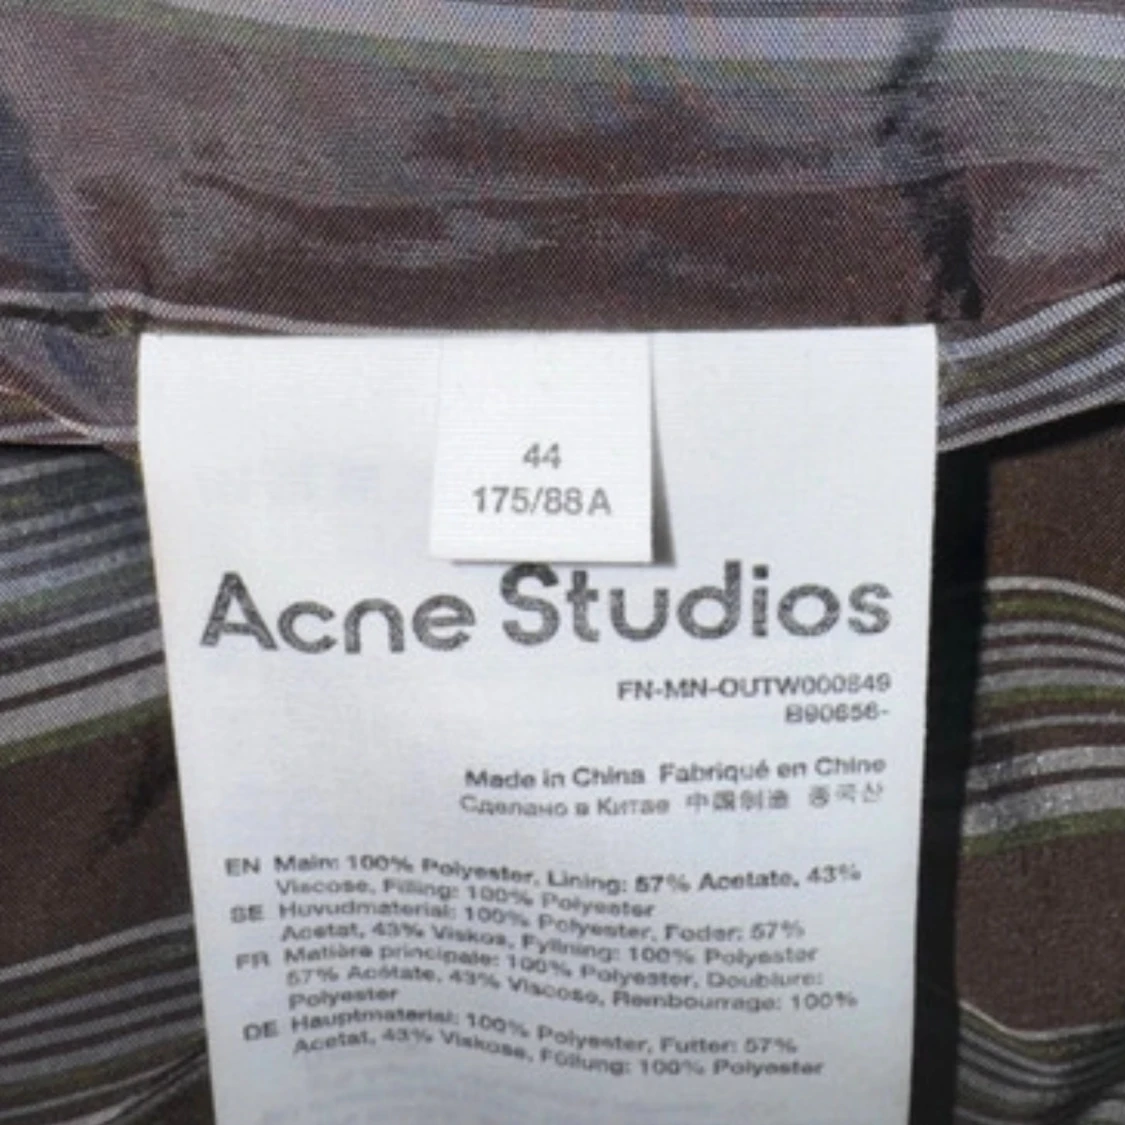 44
175/88A
Acne Studios
FN-MN-OUTW000849
B90656-
Made in China Fabriqué en Chine
Сделано в Китае 中国制造 중국산
EN Main: 100% Polyester, Lining: 57% Acetate, 43%
Viscose, Filling: 100% Polyester
SE Huvudmaterial: 100% Polyester, Foder: 57%
Acetat, 43% Viskos, Fyllning: 100% Polyester
FR Matière principale: 100% Polyester, Doublure:
57% Acétate, 43% Viscose, Rembourrage: 100%
Polyester
DE Hauptmaterial: 100% Polyester, Futter: 57%
Acetat, 43% Viskose, Füllung: 100% Polyester